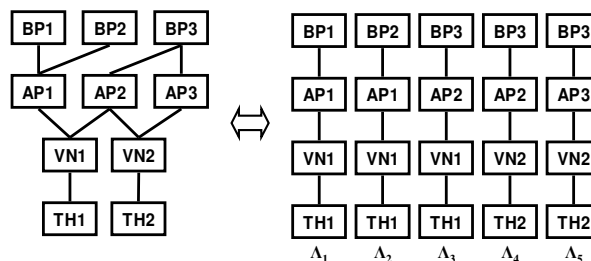 BP1 BP2 BP3 BP1 BP2 BP3 BP3 BP3
AP1 AP2 AP3 AP1 AP1 AP2 AP2 AP3
VN1 VN2 VN1 VN1 VN1 VN2 VN2
TH1 TH2 TH1 TH1 TH1 TH2 TH2
Λ₁ Λ₂ Λ₃ Λ₄ Λ₅